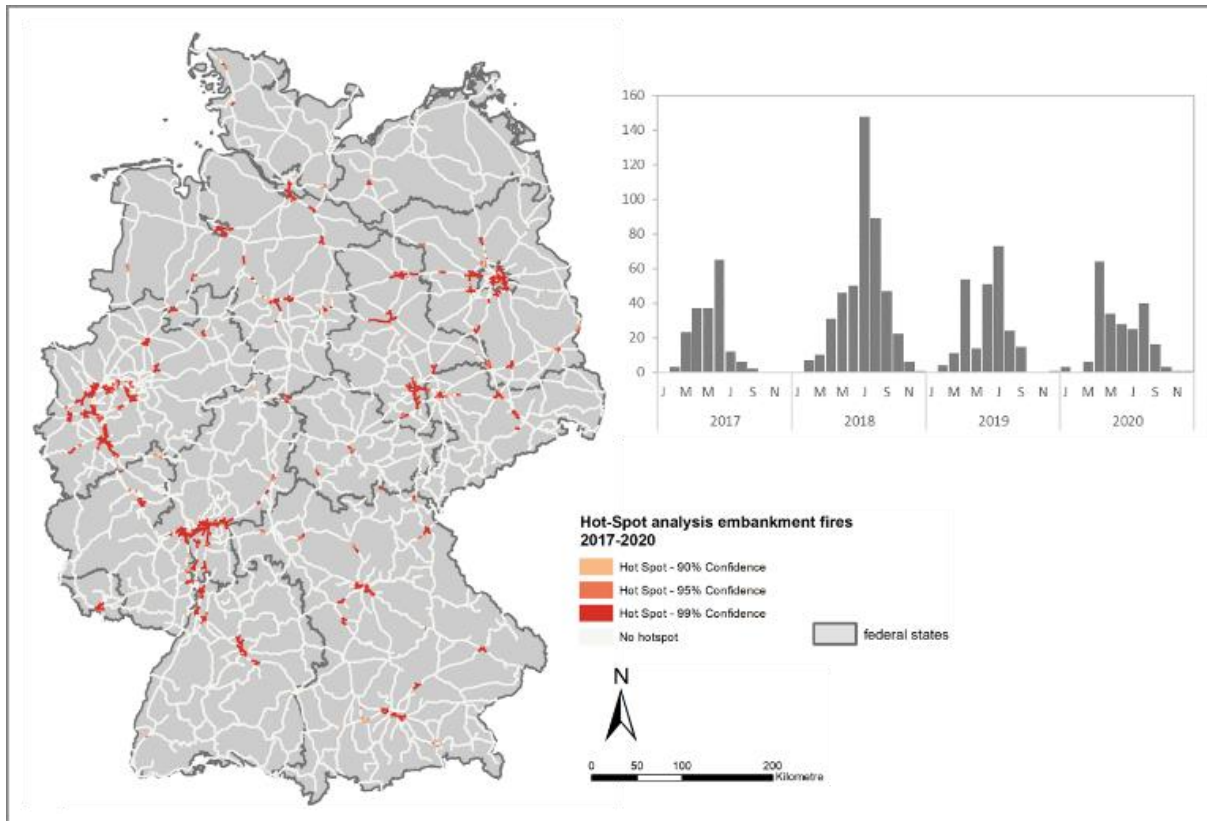 160
140
120
100
80
60
40
20
0
J M M J S N J M M J S N J M M J S N J M M J S N
2017 2018 2019 2020
Hot-Spot analysis embankment fires
2017-2020
Hot Spot - 90% Confidence
Hot Spot - 95% Confidence
Hot Spot - 99% Confidence
No hotspot
federal states
N
0 50 100 200
Kilometra